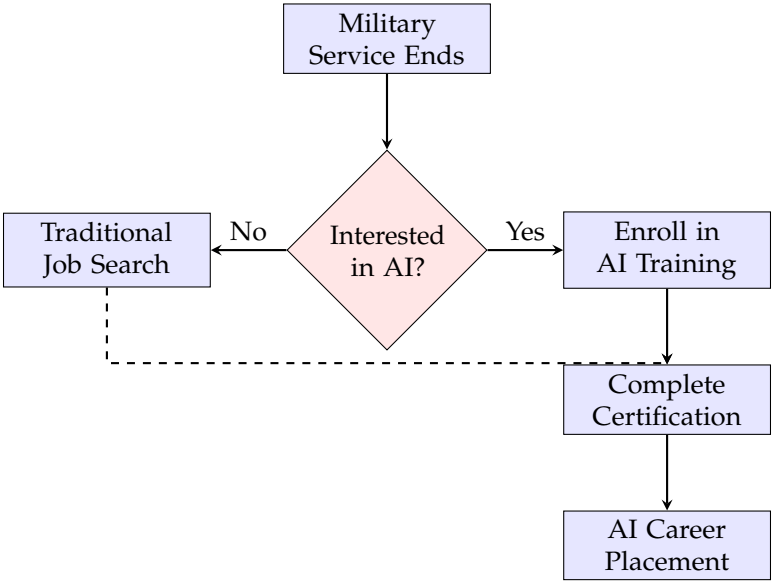 Military
Service Ends
Interested
in AI?
No
Yes
Traditional
Job Search
Enroll in
AI Training
Complete
Certification
AI Career
Placement